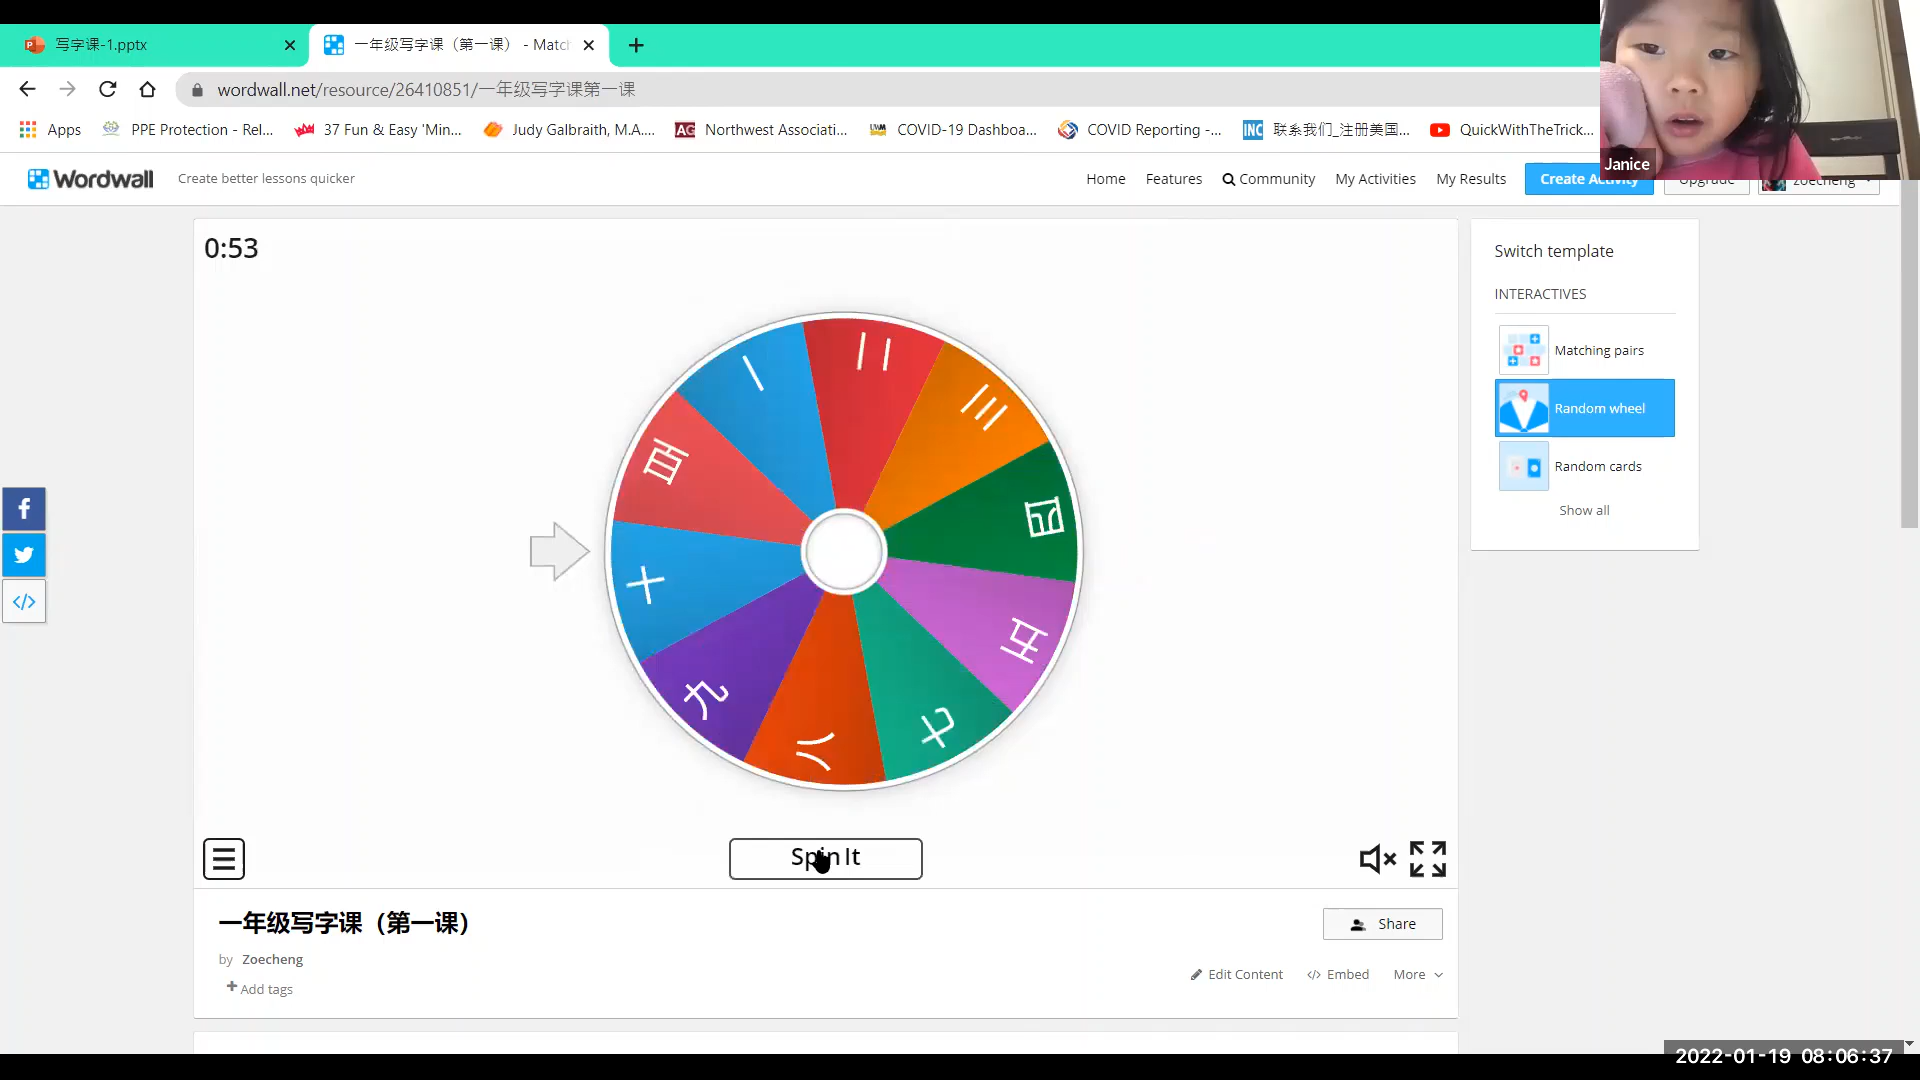 写字课-1.pptx
一年级写字课（第一课） - Matc
wordwall.net/resource/26410851/一年级写字课第一课
Apps
PPE Protection - Rel...
37 Fun & Easy 'Min...
Judy Galbraith, M.A....
AG
Northwest Associati...
COVID-19 Dashboa...
COVID Reporting -...
INC
联系我们_注册美国...
QuickWithTheTrick...
Janice
Wordwall
Create better lessons quicker
Home
Features
Community
My Activities
My Results
Create Activity
Upgrade
zoecheng
0:53
一
二
三
四
五
七
八
九
十
百
Spin It
Switch template
INTERACTIVES
Matching pairs
Random wheel
Random cards
Show all
一年级写字课（第一课）
by Zoecheng
Add tags
Share
Edit Content
Embed
More
2022-01-19 08:06:37